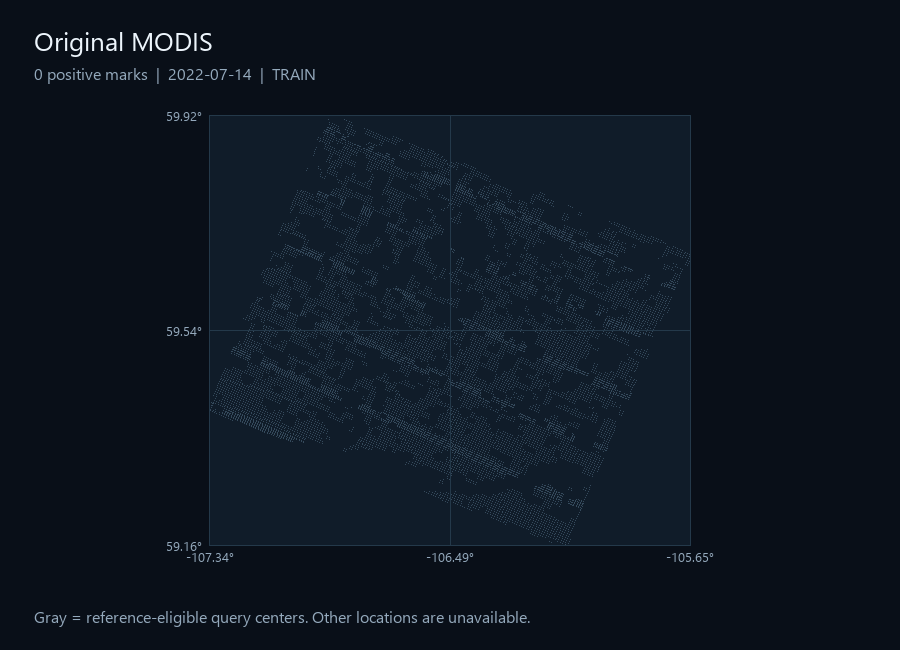 Original MODIS
0 positive marks | 2022-07-14 | TRAIN
59.92°
59.54°
59.16°
-107.34°
-106.49°
-105.65°
Gray = reference-eligible query centers. Other locations are unavailable.